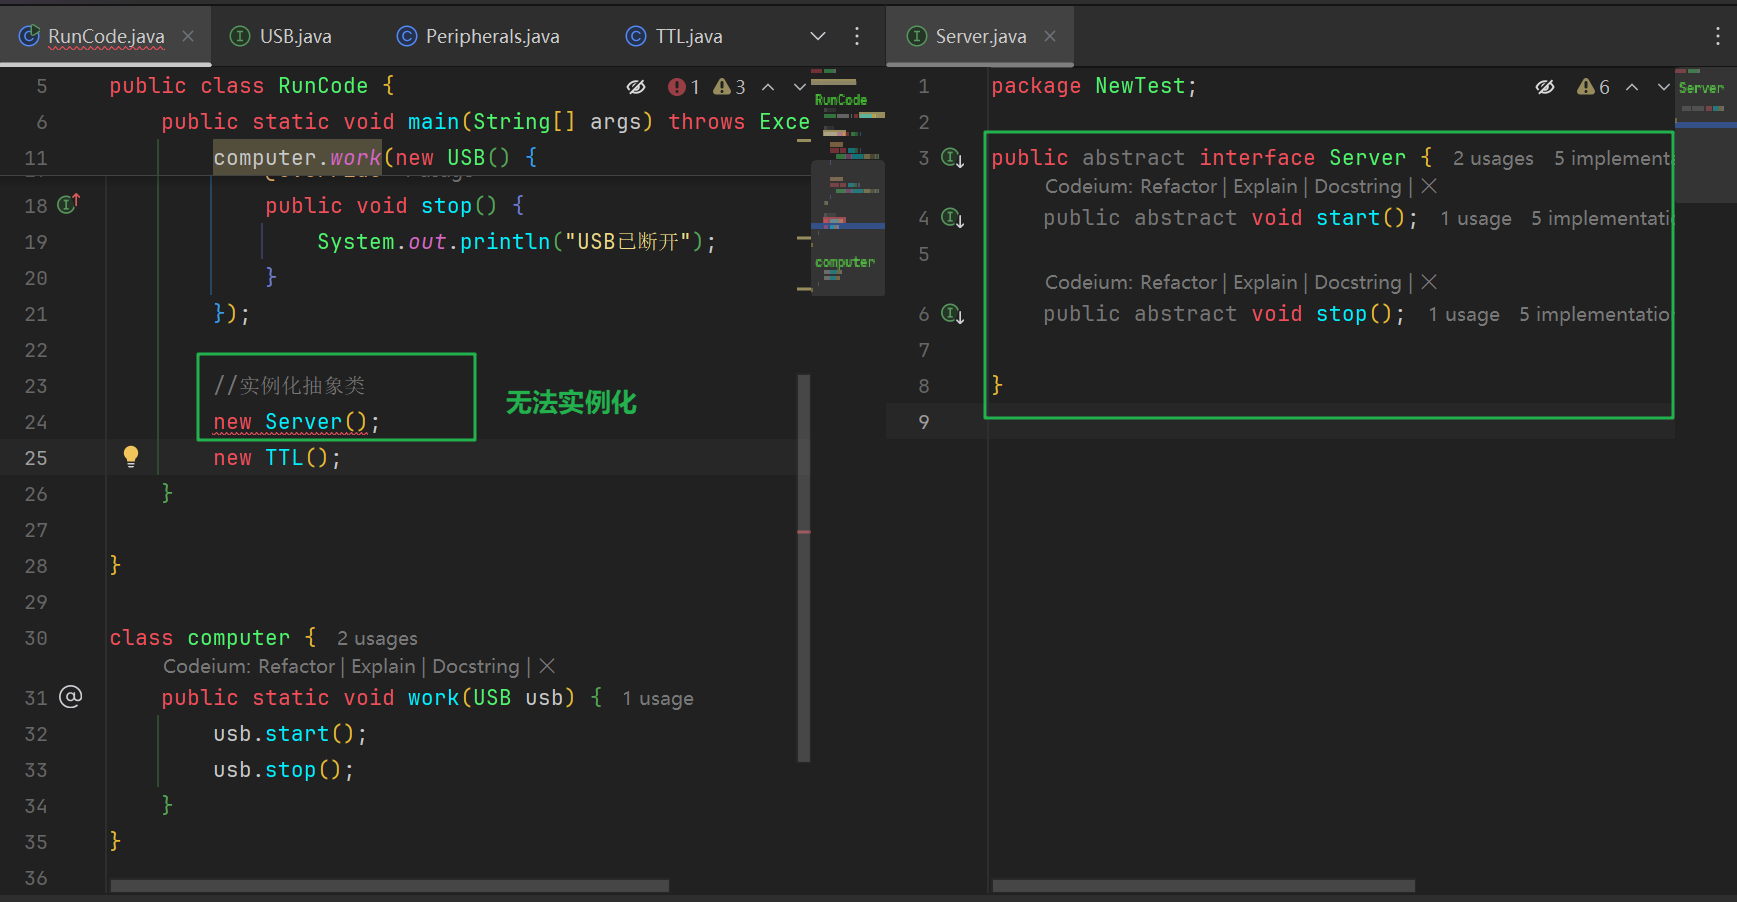 RunCode.java
USB.java
Peripherals.java
TTL.java
Server.java
5 public class RunCode {
1 3
6 public static void main(String[] args) throws Exce
11 computer.work(new USB() {
18 public void stop() {
19 System.out.println("USB已断开");
20 }
21 });
22
23 //实例化抽象类
24 new Server();
无法实例化
25 new TTL();
26 }
27
28 }
29
30 class computer { 2 usages
Codeium: Refactor | Explain | Docstring |
31 public static void work(USB usb) { 1 usage
32 usb.start();
33 usb.stop();
34 }
35 }
36
RunCode
computer
1 package NewTest;
6
2
3 public abstract interface Server { 2 usages 5 implement
Codeium: Refactor | Explain | Docstring |
4 public abstract void start(); 1 usage 5 implementati
5
Codeium: Refactor | Explain | Docstring |
6 public abstract void stop(); 1 usage 5 implementatio
7
8 }
9
Server